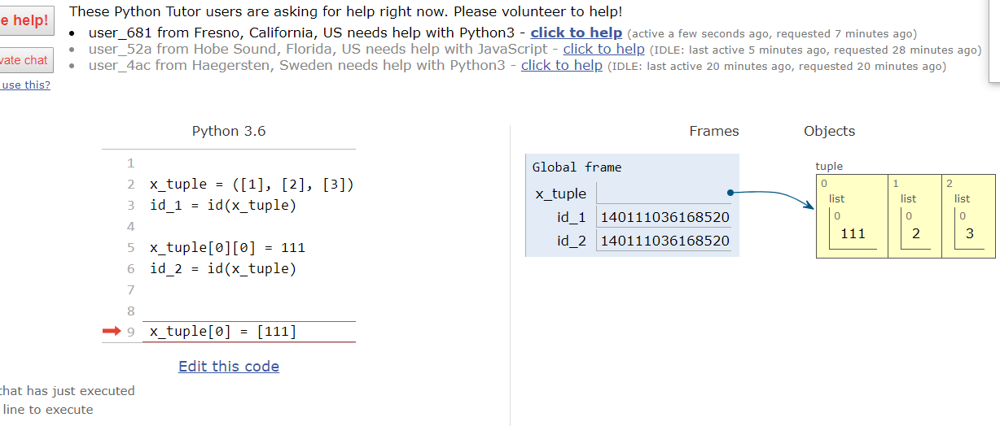 These Python Tutor users are asking for help right now. Please volunteer to help!
e help!
user_681 from Fresno, California, US needs help with Python3 - click to help (active a few seconds ago, requested 7 minutes ago)
user_52a from Hobe Sound, Florida, US needs help with JavaScript - click to help (IDLE: last active 5 minutes ago, requested 28 minutes ago)
vate chat
user_4ac from Haegersten, Sweden needs help with Python3 - click to help (IDLE: last active 20 minutes ago, requested 20 minutes ago)
use this?
Python 3.6
1
2 x_tuple = ([1], [2], [3])
3 id_1 = id(x_tuple)
4
5 x_tuple[0][0] = 111
6 id_2 = id(x_tuple)
7
8
9 x_tuple[0] = [111]
Edit this code
that has just executed
line to execute
Frames Objects
Global frame
x_tuple
id_1 140111036168520
id_2 140111036168520
tuple
0 1 2
list list list
0 0 0
111 2 3